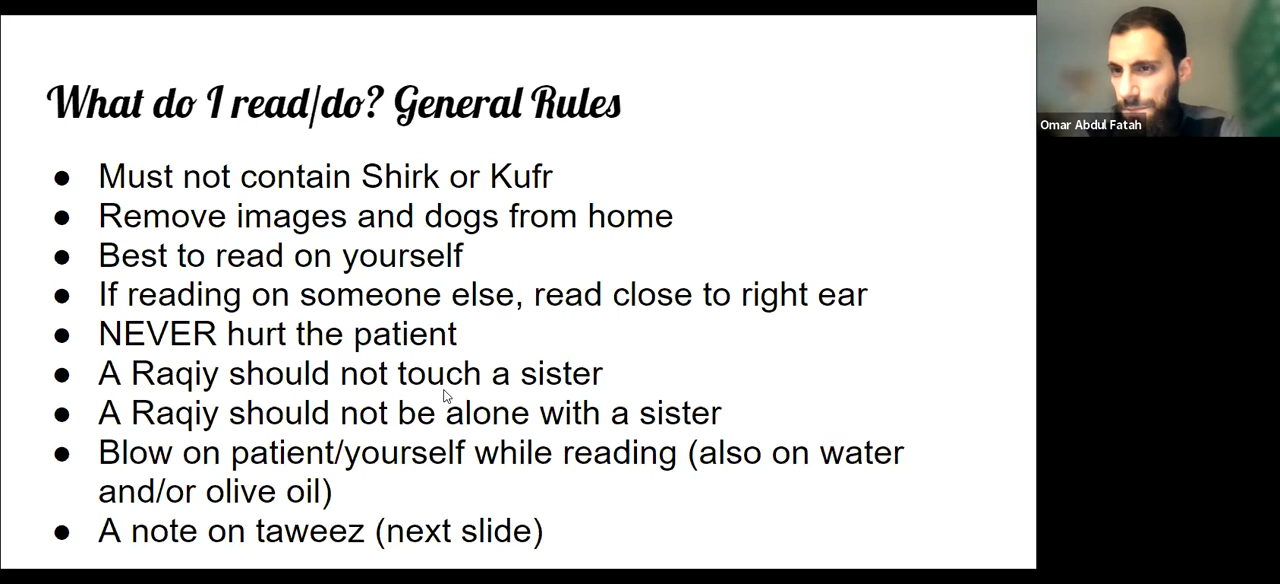 What do I read/do? General Rules
● Must not contain Shirk or Kufr
● Remove images and dogs from home
● Best to read on yourself
● If reading on someone else, read close to right ear
● NEVER hurt the patient
● A Raqiy should not touch a sister
● A Raqiy should not be alone with a sister
● Blow on patient/yourself while reading (also on water
and/or olive oil)
● A note on taweez (next slide)
Omar Abdul Fatah